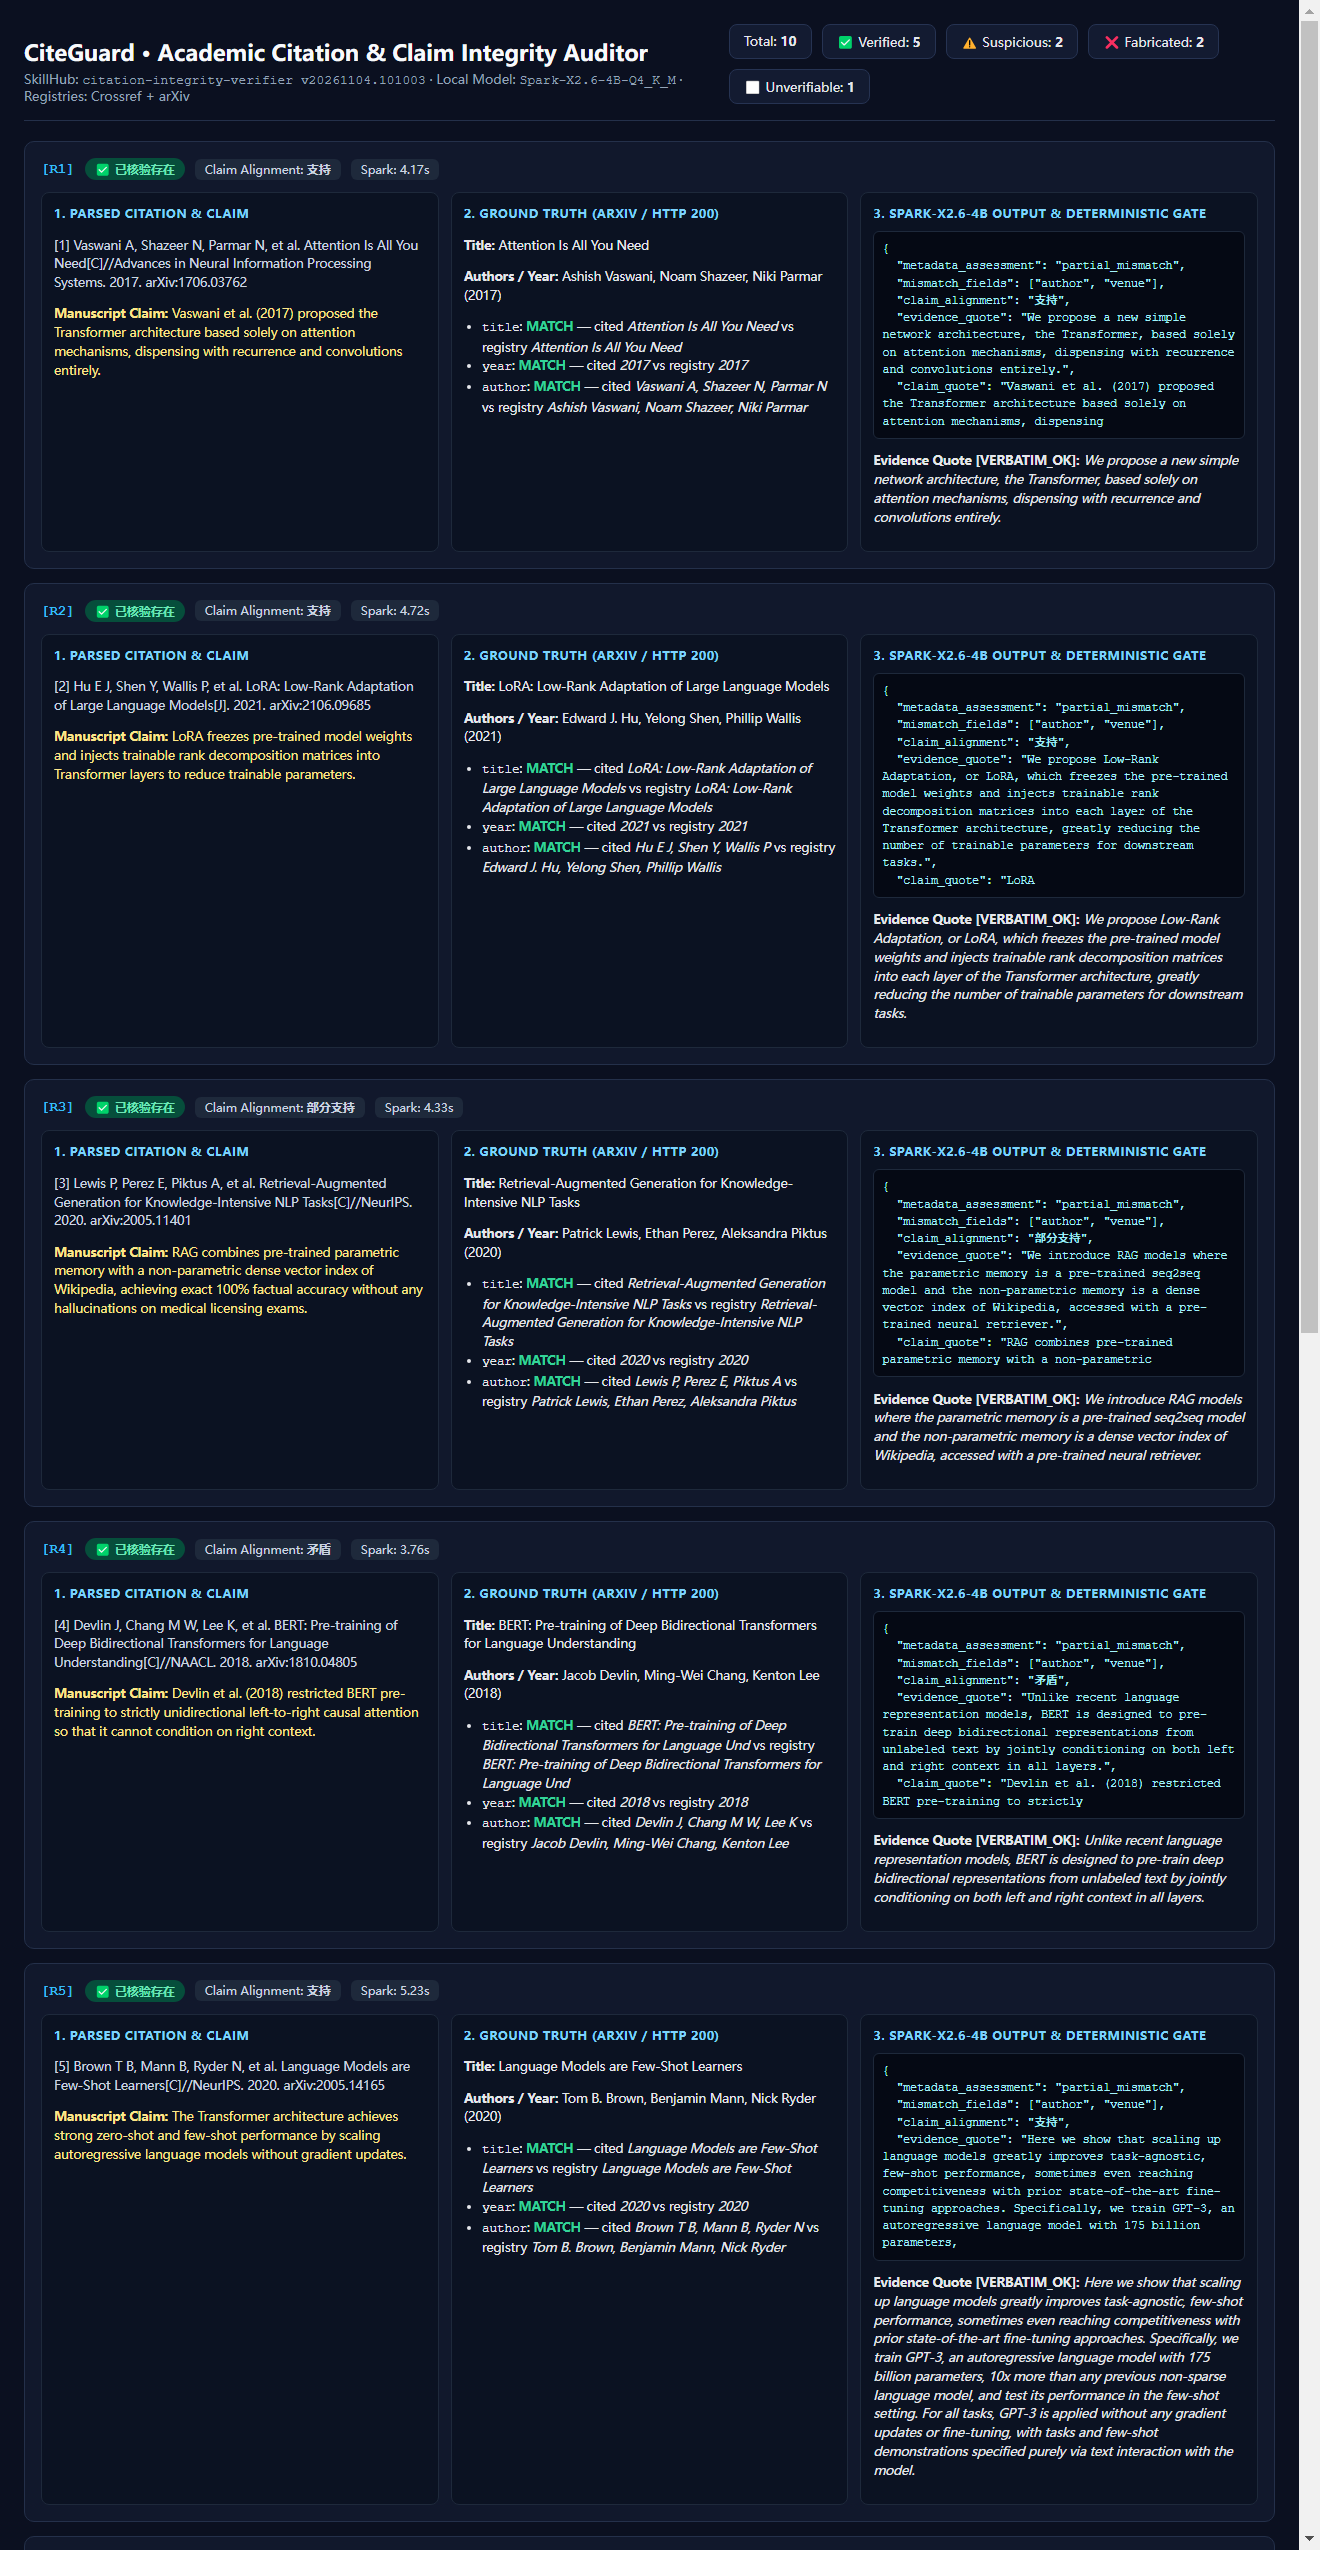 CiteGuard • Academic Citation & Claim Integrity Auditor
SkillHub: citation-integrity-verifier v20261104.101003 · Local Model: Spark-X2.6-4B-Q4_K_M ·
Registries: Crossref + arXiv
Total: 10
✅ Verified: 5
⚠️ Suspicious: 2
❌ Fabricated: 2
⬜ Unverifiable: 1
[R1] ✅ 已核验存在 Claim Alignment: 支持 Spark: 4.17s
1. PARSED CITATION & CLAIM
[1] Vaswani A, Shazeer N, Parmar N, et al. Attention Is All You
Need[C]//Advances in Neural Information Processing
Systems. 2017. arXiv:1706.03762
Manuscript Claim: Vaswani et al. (2017) proposed the
Transformer architecture based solely on attention
mechanisms, dispensing with recurrence and convolutions
entirely.
2. GROUND TRUTH (ARXIV / HTTP 200)
Title: Attention Is All You Need
Authors / Year: Ashish Vaswani, Noam Shazeer, Niki Parmar
(2017)
• title: MATCH — cited Attention Is All You Need vs
registry Attention Is All You Need
• year: MATCH — cited 2017 vs registry 2017
• author: MATCH — cited Vaswani A, Shazeer N, Parmar N
vs registry Ashish Vaswani, Noam Shazeer, Niki Parmar
3. SPARK-X2.6-4B OUTPUT & DETERMINISTIC GATE
{
"metadata_assessment": "partial_mismatch",
"mismatch_fields": ["author", "venue"],
"claim_alignment": "支持",
"evidence_quote": "We propose a new simple
network architecture, the Transformer, based solely
on attention mechanisms, dispensing with recurrence
and convolutions entirely.",
"claim_quote": "Vaswani et al. (2017) proposed
the Transformer architecture based solely on
attention mechanisms, dispensing
Evidence Quote [VERBATIM_OK]: We propose a new simple
network architecture, the Transformer, based solely on
attention mechanisms, dispensing with recurrence and
convolutions entirely.
[R2] ✅ 已核验存在 Claim Alignment: 支持 Spark: 4.72s
1. PARSED CITATION & CLAIM
[2] Hu E J, Shen Y, Wallis P, et al. LoRA: Low-Rank Adaptation
of Large Language Models[J]. 2021. arXiv:2106.09685
Manuscript Claim: LoRA freezes pre-trained model weights
and injects trainable rank decomposition matrices into
Transformer layers to reduce trainable parameters.
2. GROUND TRUTH (ARXIV / HTTP 200)
Title: LoRA: Low-Rank Adaptation of Large Language Models
Authors / Year: Edward J. Hu, Yelong Shen, Phillip Wallis
(2021)
• title: MATCH — cited LoRA: Low-Rank Adaptation of
Large Language Models vs registry LoRA: Low-Rank
Adaptation of Large Language Models
• year: MATCH — cited 2021 vs registry 2021
• author: MATCH — cited Hu E J, Shen Y, Wallis P vs registry
Edward J. Hu, Yelong Shen, Phillip Wallis
3. SPARK-X2.6-4B OUTPUT & DETERMINISTIC GATE
{
"metadata_assessment": "partial_mismatch",
"mismatch_fields": ["author", "venue"],
"claim_alignment": "支持",
"evidence_quote": "We propose Low-Rank
Adaptation, or LoRA, which freezes the pre-trained
model weights and injects trainable rank
decomposition matrices into each layer of the
Transformer architecture, greatly reducing the
number of trainable parameters for downstream
tasks.",
"claim_quote": "LoRA
Evidence Quote [VERBATIM_OK]: We propose Low-Rank
Adaptation, or LoRA, which freezes the pre-trained model
weights and injects trainable rank decomposition matrices
into each layer of the Transformer architecture, greatly
reducing the number of trainable parameters for downstream
tasks.
[R3] ✅ 已核验存在 Claim Alignment: 部分支持 Spark: 4.33s
1. PARSED CITATION & CLAIM
[3] Lewis P, Perez E, Piktus A, et al. Retrieval-Augmented
Generation for Knowledge-Intensive NLP Tasks[C]//NeurIPS.
2020. arXiv:2005.11401
Manuscript Claim: RAG combines pre-trained parametric
memory with a non-parametric dense vector index of
Wikipedia, achieving exact 100% factual accuracy without any
hallucinations on medical licensing exams.
2. GROUND TRUTH (ARXIV / HTTP 200)
Title: Retrieval-Augmented Generation for Knowledge-
Intensive NLP Tasks
Authors / Year: Patrick Lewis, Ethan Perez, Aleksandra Piktus
(2020)
• title: MATCH — cited Retrieval-Augmented Generation
for Knowledge-Intensive NLP Tasks vs registry Retrieval-
Augmented Generation for Knowledge-Intensive NLP
Tasks
• year: MATCH — cited 2020 vs registry 2020
• author: MATCH — cited Lewis P, Perez E, Piktus A vs
registry Patrick Lewis, Ethan Perez, Aleksandra Piktus
3. SPARK-X2.6-4B OUTPUT & DETERMINISTIC GATE
{
"metadata_assessment": "partial_mismatch",
"mismatch_fields": ["author", "venue"],
"claim_alignment": "部分支持",
"evidence_quote": "We introduce RAG models where
the parametric memory is a pre-trained seq2seq
model and the non-parametric memory is a dense
vector index of Wikipedia, accessed with a pre-
trained neural retriever.",
"claim_quote": "RAG combines pre-trained
parametric memory with a non-parametric
Evidence Quote [VERBATIM_OK]: We introduce RAG models
where the parametric memory is a pre-trained seq2seq model
and the non-parametric memory is a dense vector index of
Wikipedia, accessed with a pre-trained neural retriever.
[R4] ✅ 已核验存在 Claim Alignment: 矛盾 Spark: 3.76s
1. PARSED CITATION & CLAIM
[4] Devlin J, Chang M W, Lee K, et al. BERT: Pre-training of
Deep Bidirectional Transformers for Language
Understanding[C]//NAACL. 2018. arXiv:1810.04805
Manuscript Claim: Devlin et al. (2018) restricted BERT pre-
training to strictly unidirectional left-to-right causal attention
so that it cannot condition on right context.
2. GROUND TRUTH (ARXIV / HTTP 200)
Title: BERT: Pre-training of Deep Bidirectional Transformers
for Language Understanding
Authors / Year: Jacob Devlin, Ming-Wei Chang, Kenton Lee
(2018)
• title: MATCH — cited BERT: Pre-training of Deep
Bidirectional Transformers for Language Und vs registry
BERT: Pre-training of Deep Bidirectional Transformers for
Language Und
• year: MATCH — cited 2018 vs registry 2018
• author: MATCH — cited Devlin J, Chang M W, Lee K vs
registry Jacob Devlin, Ming-Wei Chang, Kenton Lee
3. SPARK-X2.6-4B OUTPUT & DETERMINISTIC GATE
{
"metadata_assessment": "partial_mismatch",
"mismatch_fields": ["author", "venue"],
"claim_alignment": "矛盾",
"evidence_quote": "Unlike recent language
representation models, BERT is designed to pre-
train deep bidirectional representations from
unlabeled text by jointly conditioning on both left
and right context in all layers.",
"claim_quote": "Devlin et al. (2018) restricted
BERT pre-training to strictly
Evidence Quote [VERBATIM_OK]: Unlike recent language
representation models, BERT is designed to pre-train deep
bidirectional representations from unlabeled text by jointly
conditioning on both left and right context in all layers.
[R5] ✅ 已核验存在 Claim Alignment: 支持 Spark: 5.23s
1. PARSED CITATION & CLAIM
[5] Brown T B, Mann B, Ryder N, et al. Language Models are
Few-Shot Learners[C]//NeurIPS. 2020. arXiv:2005.14165
Manuscript Claim: The Transformer architecture achieves
strong zero-shot and few-shot performance by scaling
autoregressive language models without gradient updates.
2. GROUND TRUTH (ARXIV / HTTP 200)
Title: Language Models are Few-Shot Learners
Authors / Year: Tom B. Brown, Benjamin Mann, Nick Ryder
(2020)
• title: MATCH — cited Language Models are Few-Shot
Learners vs registry Language Models are Few-Shot
Learners
• year: MATCH — cited 2020 vs registry 2020
• author: MATCH — cited Brown T B, Mann B, Ryder N vs
registry Tom B. Brown, Benjamin Mann, Nick Ryder
3. SPARK-X2.6-4B OUTPUT & DETERMINISTIC GATE
{
"metadata_assessment": "partial_mismatch",
"mismatch_fields": ["author", "venue"],
"claim_alignment": "支持",
"evidence_quote": "Here we show that scaling up
language models greatly improves task-agnostic,
few-shot performance, sometimes even reaching
competitiveness with prior state-of-the-art fine-
tuning approaches. Specifically, we train GPT-3, an
autoregressive language model with 175 billion
parameters,
Evidence Quote [VERBATIM_OK]: Here we show that scaling
up language models greatly improves task-agnostic, few-shot
performance, sometimes even reaching competitiveness with
prior state-of-the-art fine-tuning approaches. Specifically, we
train GPT-3, an autoregressive language model with 175
billion parameters, 10x more than any previous non-sparse
language model, and test its performance in the few-shot
setting. For all tasks, GPT-3 is applied without any gradient
updates or fine-tuning, with tasks and few-shot
demonstrations specified purely via text interaction with the
model.